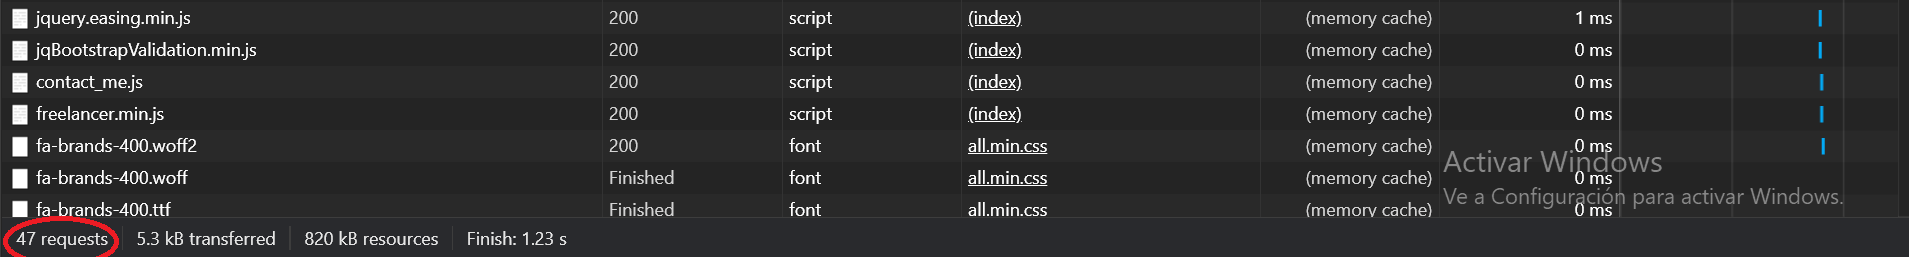 jquery.easing.min.js 200 script (index) (memory cache) 1 ms
jqBootstrapValidation.min.js 200 script (index) (memory cache) 0 ms
contact_me.js 200 script (index) (memory cache) 0 ms
freelancer.min.js 200 script (index) (memory cache) 0 ms
fa-brands-400.woff2 200 font all.min.css (memory cache) 0 ms
Activar Windows
fa-brands-400.woff Finished font all.min.css (memory cache) 0 ms
Ve a Configuración para activar Windows.
fa-brands-400.ttf Finished font all.min.css (memory cache) 0 ms
47 requests 5.3 kB transferred 820 kB resources Finish: 1.23 s